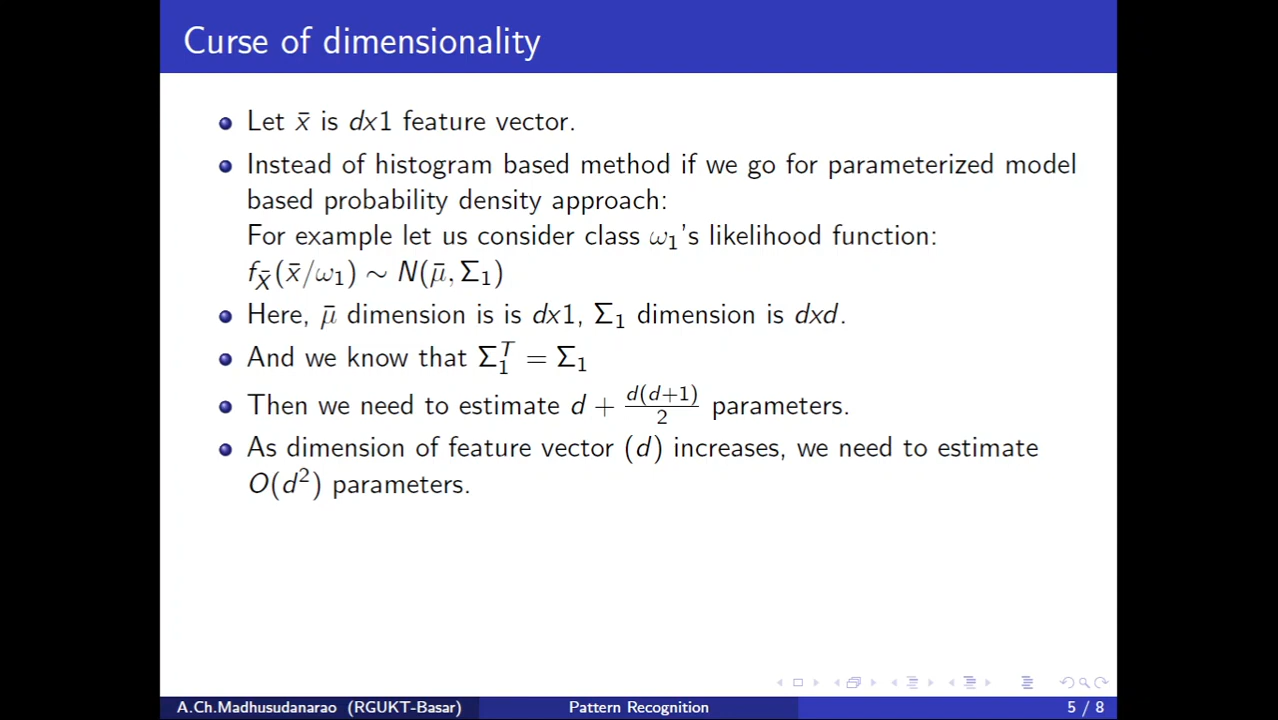 Curse of dimensionality
Let x̄ is dx1 feature vector.
Instead of histogram based method if we go for parameterized model
based probability density approach:
For example let us consider class ω₁'s likelihood function:
f_X̄(x̄/ω₁) ∼ N(μ̄, Σ₁)
Here, μ̄ dimension is is dx1, Σ₁ dimension is dxd.
And we know that Σ₁ᵀ = Σ₁
Then we need to estimate d + d(d+1)/2 parameters.
As dimension of feature vector (d) increases, we need to estimate
O(d²) parameters.
A.Ch.Madhusudanarao (RGUKT-Basar) Pattern Recognition 5 / 8